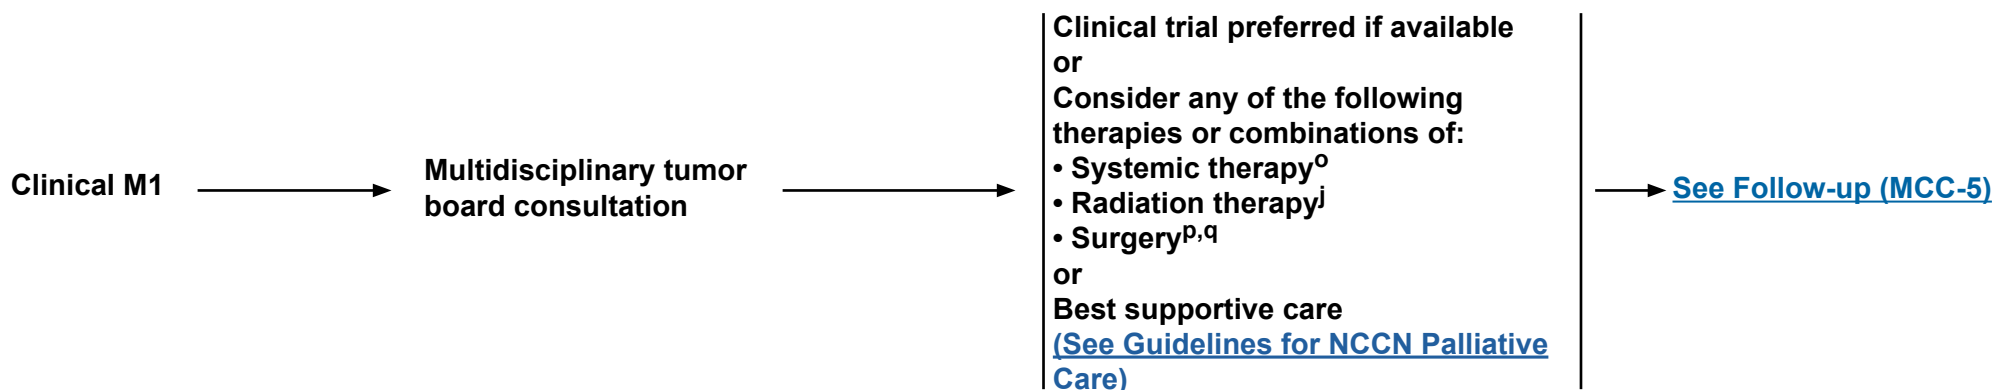 Clinical M1
Multidisciplinary tumor
board consultation
Clinical trial preferred if available
or
Consider any of the following
therapies or combinations of:
• Systemic therapyᵒ
• Radiation therapyʲ
• Surgeryᵖ,q
or
Best supportive care
(See Guidelines for NCCN Palliative
Care)
See Follow-up (MCC-5)